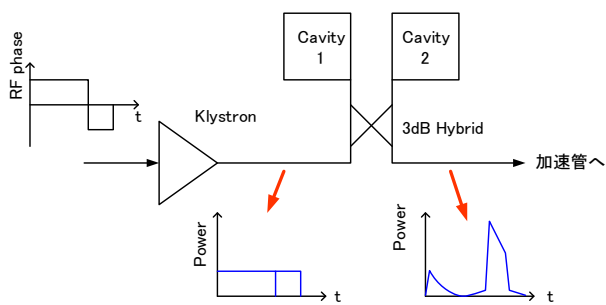 Cavity
1
Cavity
2
RF phase
t
Klystron
3dB Hybrid
加速管へ
Power
t
Power
t